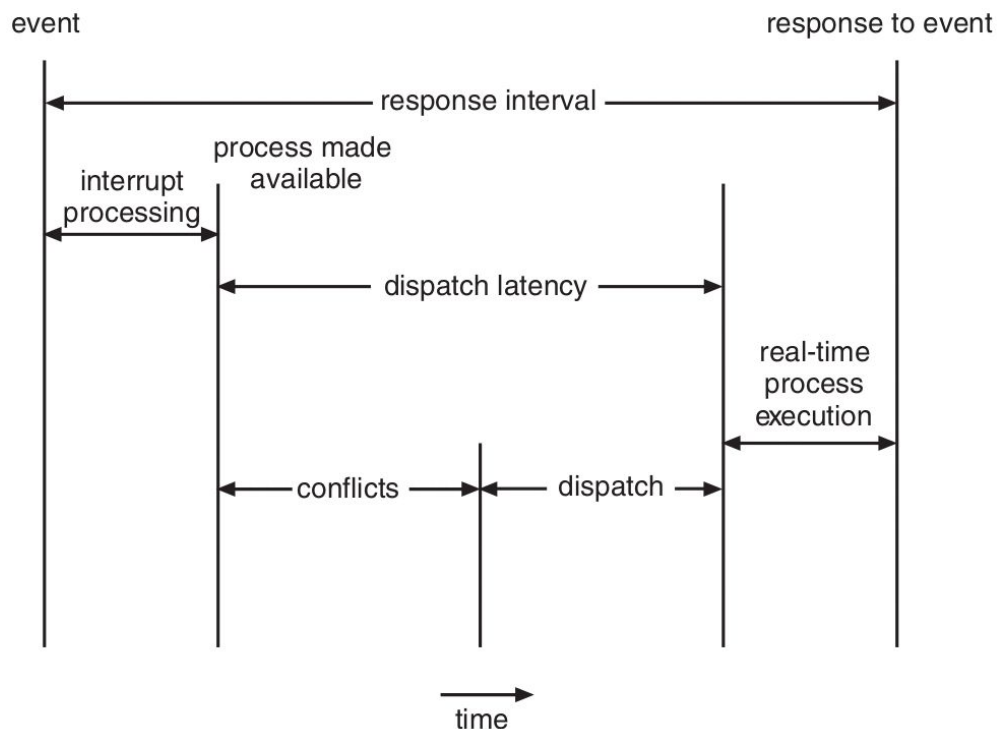 event
response to event
response interval
process made
available
interrupt
processing
dispatch latency
real-time
process
execution
conflicts
dispatch
time